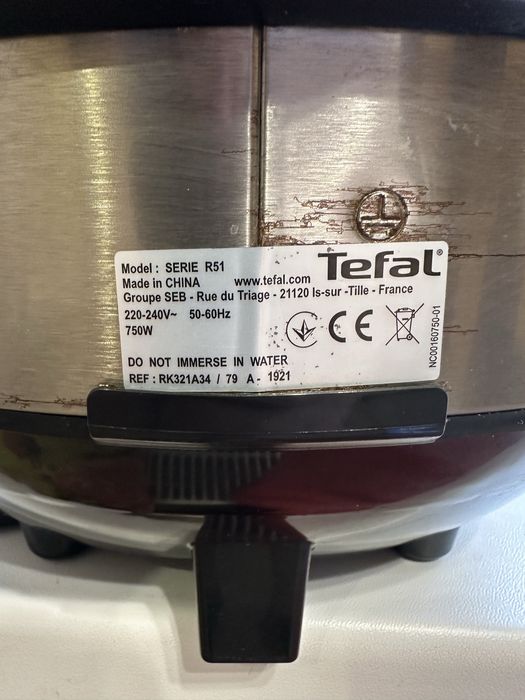 Model : SERIE R51
Tefal
Made in CHINA www.tefal.com
Groupe SEB - Rue du Triage - 21120 Is-sur -Tille - France
220-240V~ 50-60Hz
750W
CE
DO NOT IMMERSE IN WATER
REF : RK321A34 / 79 A - 1921
NC00160750-01